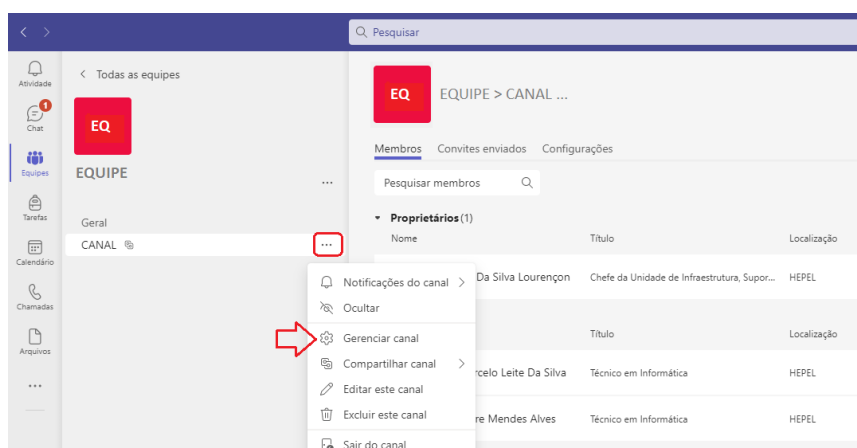 Pesquisar
Atividade
1
Chat
Equipes
Tarefas
Calendário
Chamadas
Arquivos
...
Todas as equipes
EQ
EQUIPE
...
Geral
CANAL
...
Notificações do canal
Ocultar
Gerenciar canal
Compartilhar canal
Editar este canal
Excluir este canal
Sair do canal
EQ
EQUIPE > CANAL ...
Membros Convites enviados Configurações
Pesquisar membros
Proprietários (1)
Nome Título Localização
Da Silva Lourençon Chefe da Unidade de Infraestrutura, Supor... HEPEL
Título Localização
Leite Da Silva Técnico em Informática HEPEL
Mendes Alves Técnico em Informática HEPEL